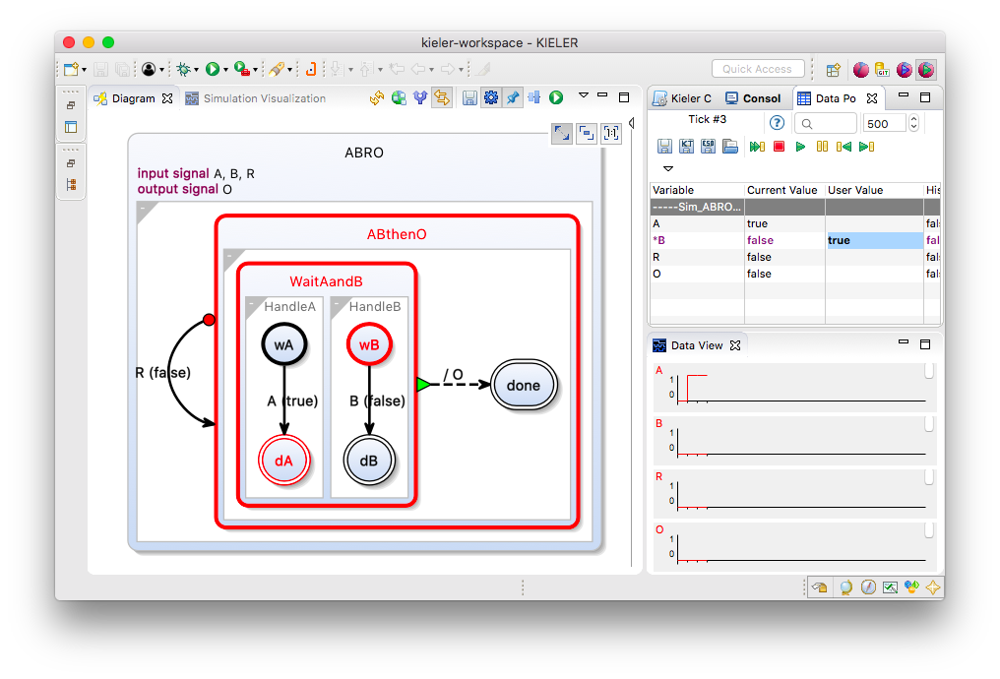 kieler-workspace - KIELER
Quick Access
Diagram
Simulation Visualization
Kieler C
Consol
Data Po
Tick #3
500
Variable Current Value User Value His
-----Sim_ABRO...
A true fal
*B false true fal
R false fal
O false fal
ABRO
input signal A, B, R
output signal O
ABthenO
WaitAandB
HandleA
HandleB
wA
wB
R (false)
A (true)
B (false)
/ O
done
dA
dB
Data View
A
1
0
B
1
0
R
1
0
O
1
0